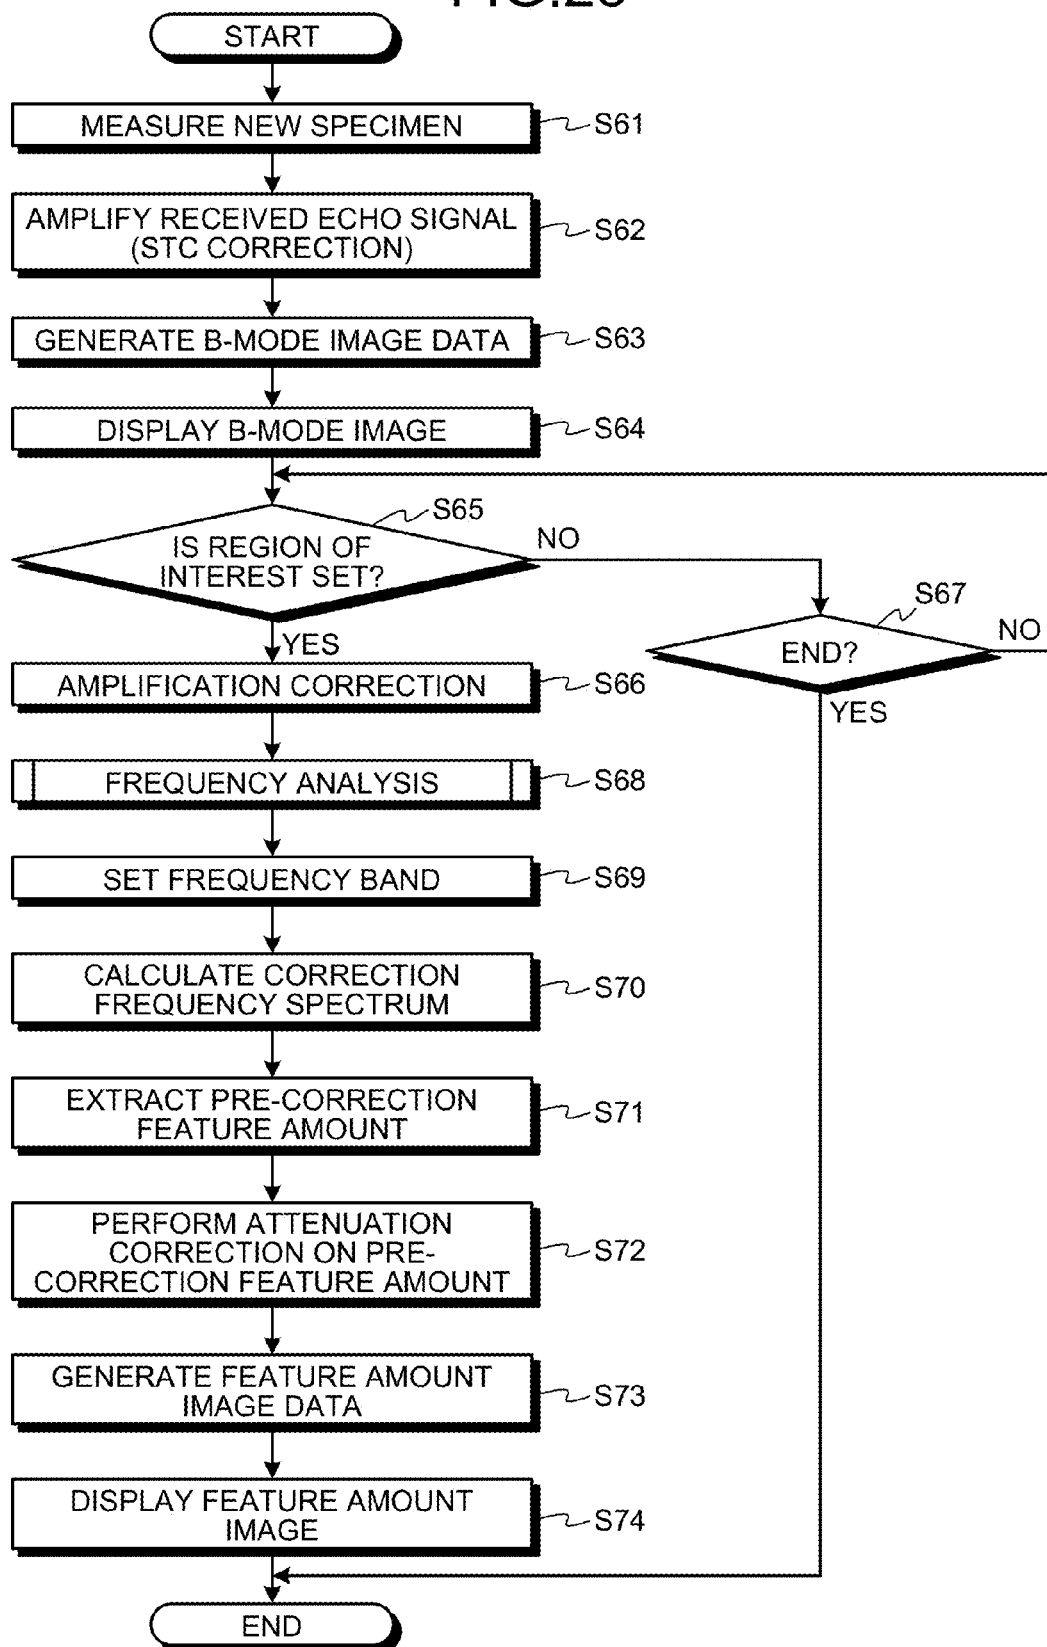 START
MEASURE NEW SPECIMEN
S61
AMPLIFY RECEIVED ECHO SIGNAL
(STC CORRECTION)
S62
GENERATE B-MODE IMAGE DATA
S63
DISPLAY B-MODE IMAGE
S64
S65
IS REGION OF
INTEREST SET?
NO
S67
END?
NO
YES
YES
AMPLIFICATION CORRECTION
S66
FREQUENCY ANALYSIS
S68
SET FREQUENCY BAND
S69
CALCULATE CORRECTION
FREQUENCY SPECTRUM
S70
EXTRACT PRE-CORRECTION
FEATURE AMOUNT
S71
PERFORM ATTENUATION
CORRECTION ON PRE-
CORRECTION FEATURE AMOUNT
S72
GENERATE FEATURE AMOUNT
IMAGE DATA
S73
DISPLAY FEATURE AMOUNT
IMAGE
S74
END